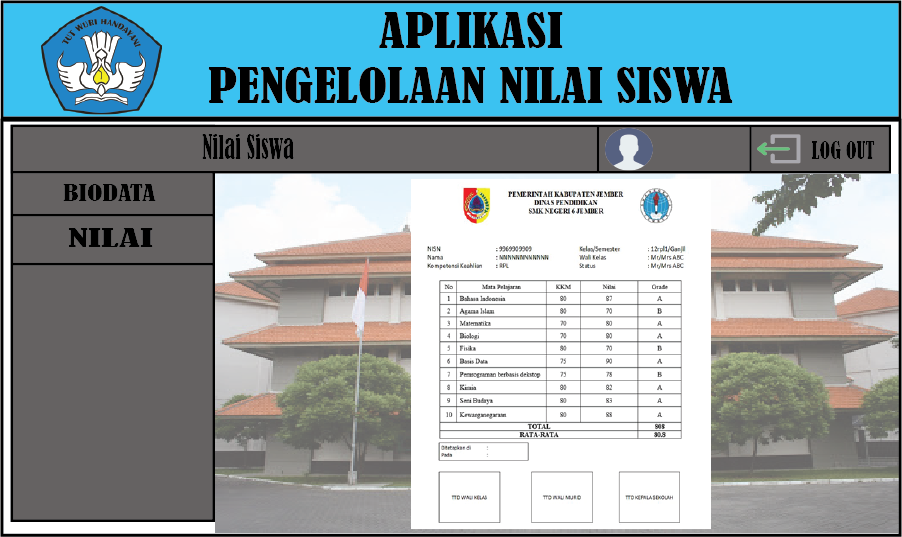 TUT WURI HANDAYANI
APLIKASI
PENGELOLAAN NILAI SISWA
Nilai Siswa
LOG OUT
BIODATA
NILAI
PEMERINTAH KABUPATEN JEMBER
DINAS PENDIDIKAN
SMK NEGERI 6 JEMBER
NISN : 9969909909 Kelas/Semester : 12rpl1/Ganjil
Nama : NNNNNNNNNNNN Wali Kelas : Mr/Mrs ABC
Kompetensi Keahlian : RPL Status : Mr/Mrs ABC
No Mata Pelajaran KKM Nilai Grade
1 Bahasa Indonesia 80 87 A
2 Agama Islam 80 70 B
3 Matematika 70 80 A
4 Biologi 70 80 A
5 Fisika 80 70 B
6 Basis Data 75 90 A
7 Pemrograman berbasis dekstop 75 78 B
8 Kimia 80 82 A
9 Seni Budaya 80 83 A
10 Kewarganegaraan 80 88 A
TOTAL 808
RATA-RATA 80,8
Ditetapkan di :
Pada :
TTD WALI KELAS TTD WALI MURID TTD KEPALA SEKOLAH